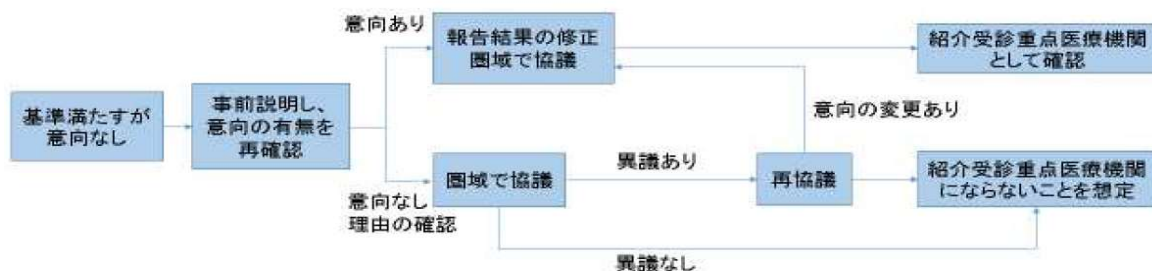 基準満たすが
意向なし
事前説明し、
意向の有無を
再確認
意向あり
報告結果の修正
圏域で協議
紹介受診重点医療機関
として確認
意向の変更あり
意向なし
理由の確認
圏域で協議
異議あり
再協議
紹介受診重点医療機関
にならないことを想定
異議なし